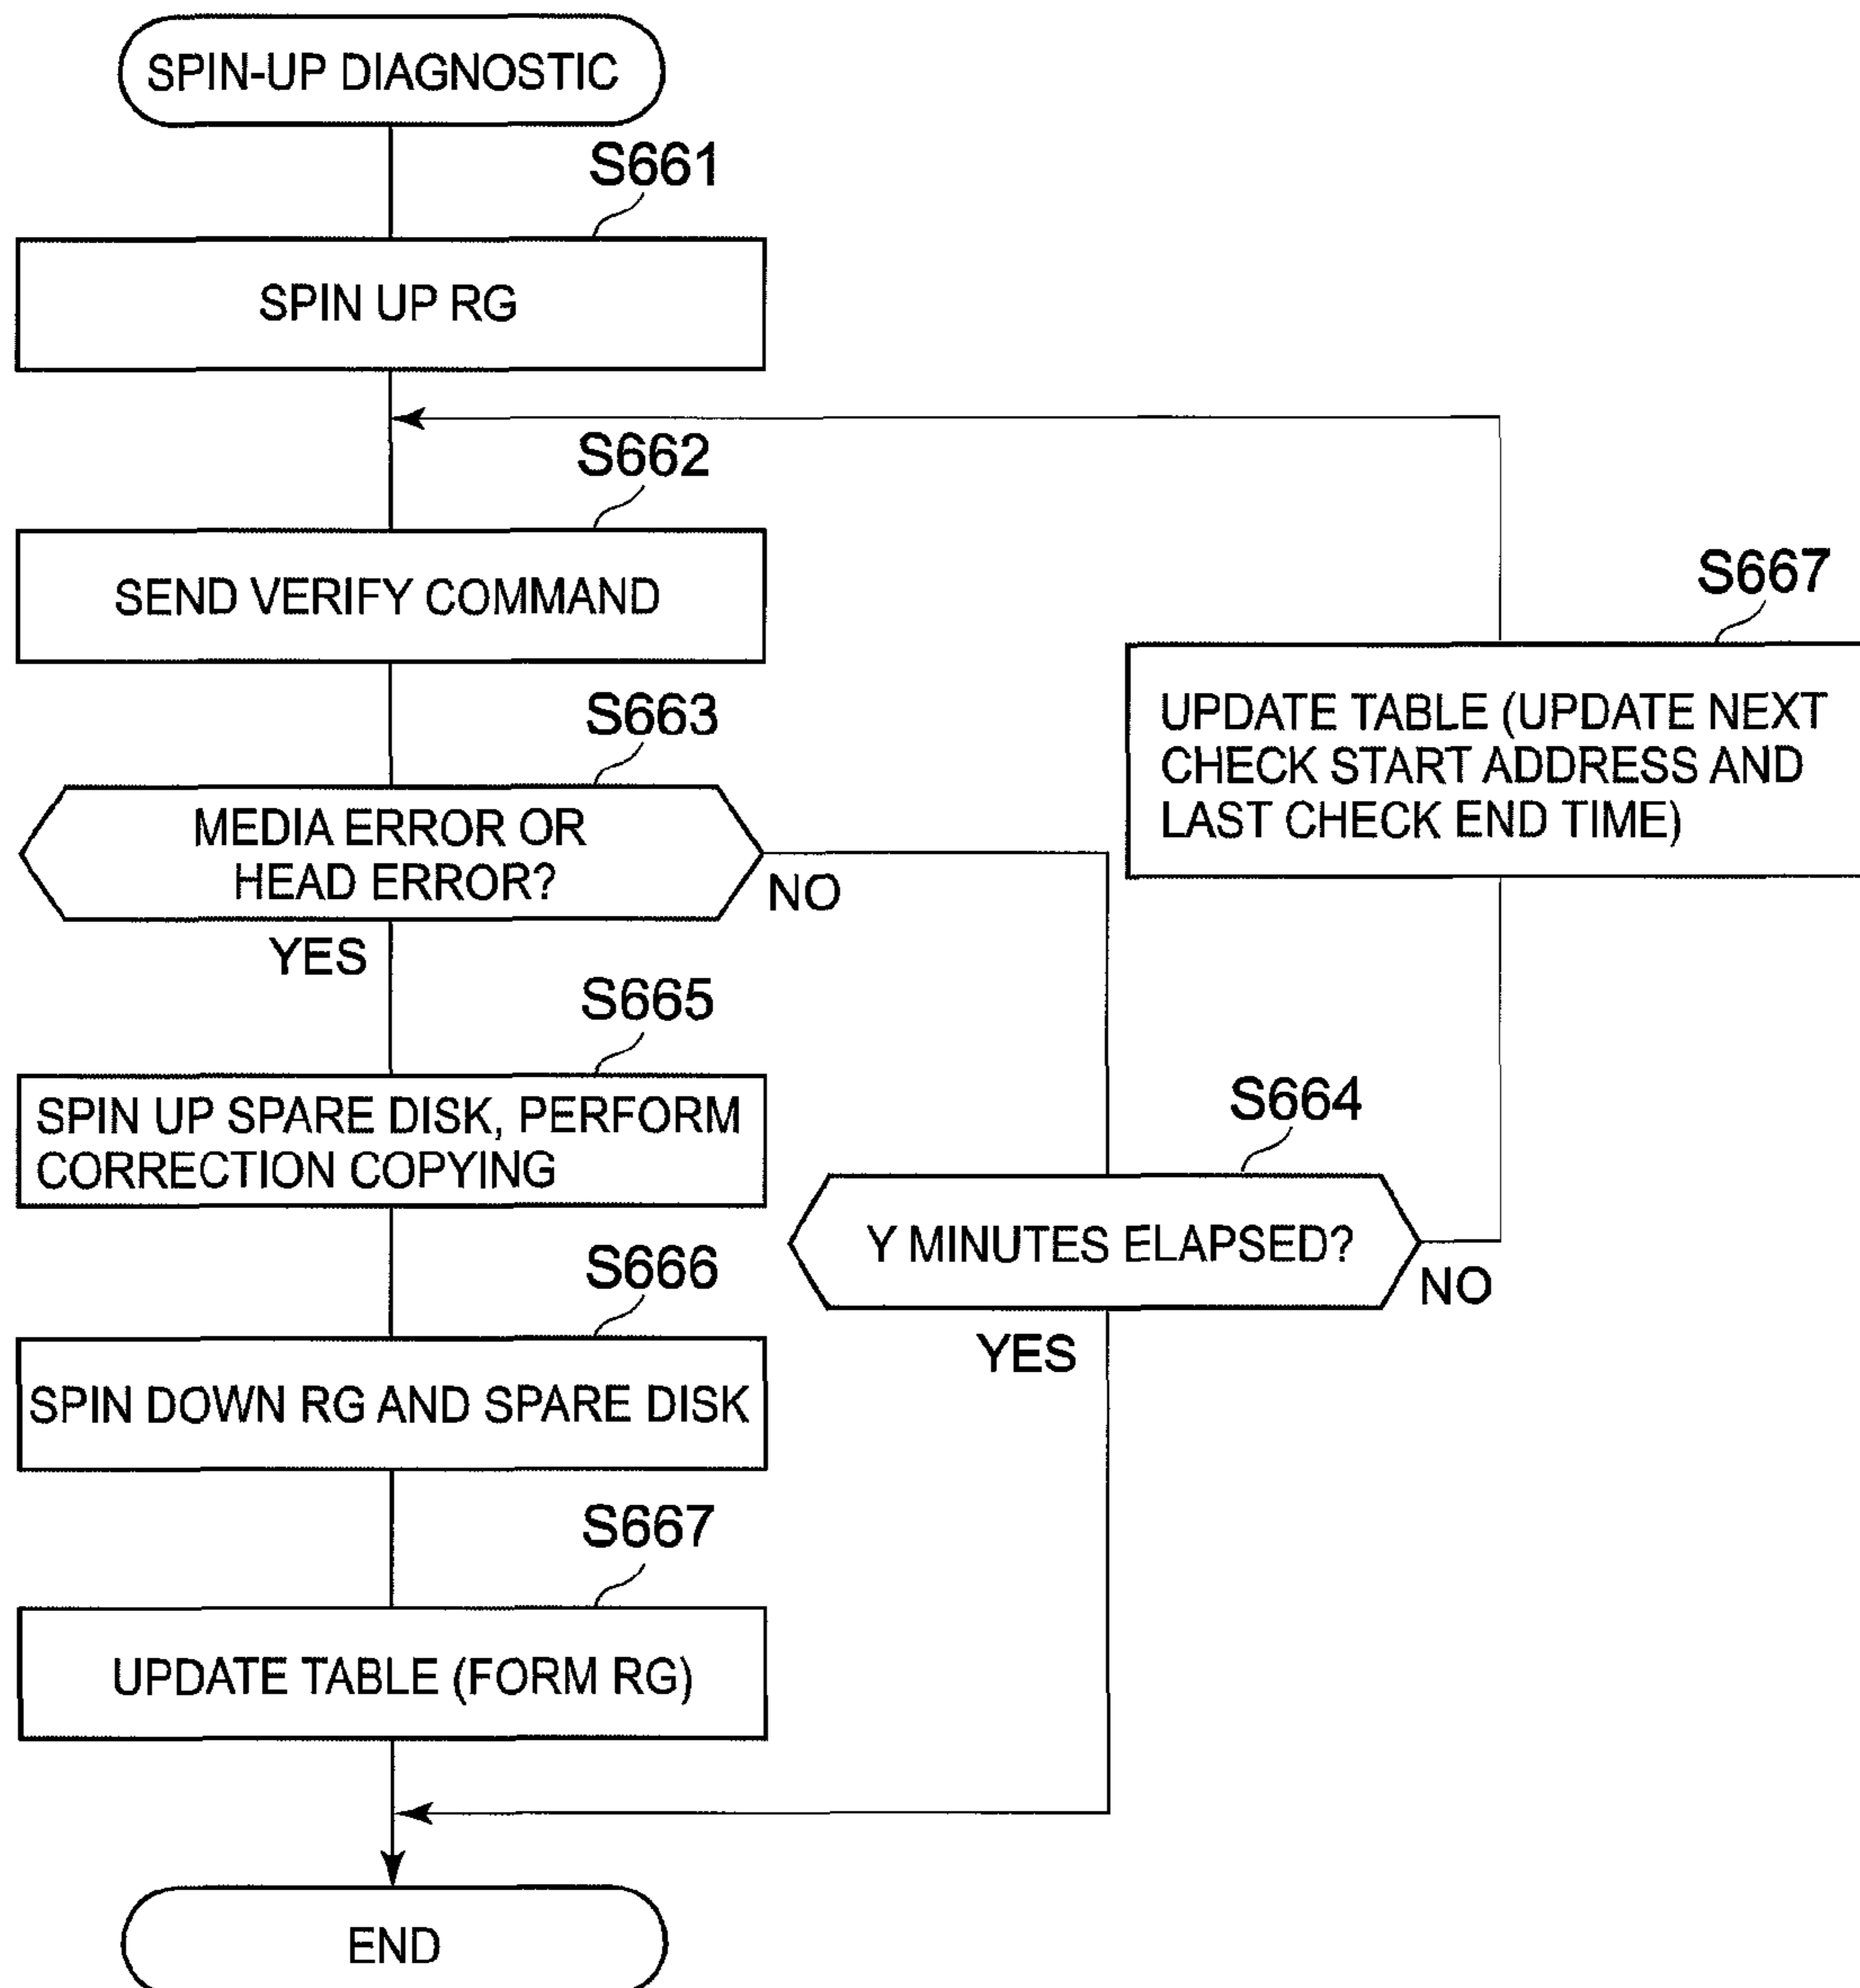 SPIN-UP DIAGNOSTIC
S661
SPIN UP RG
S662
SEND VERIFY COMMAND
S663
MEDIA ERROR OR
HEAD ERROR?
NO
YES
S665
SPIN UP SPARE DISK, PERFORM
CORRECTION COPYING
S666
SPIN DOWN RG AND SPARE DISK
S667
UPDATE TABLE (FORM RG)
END
S667
UPDATE TABLE (UPDATE NEXT
CHECK START ADDRESS AND
LAST CHECK END TIME)
S664
Y MINUTES ELAPSED?
NO
YES